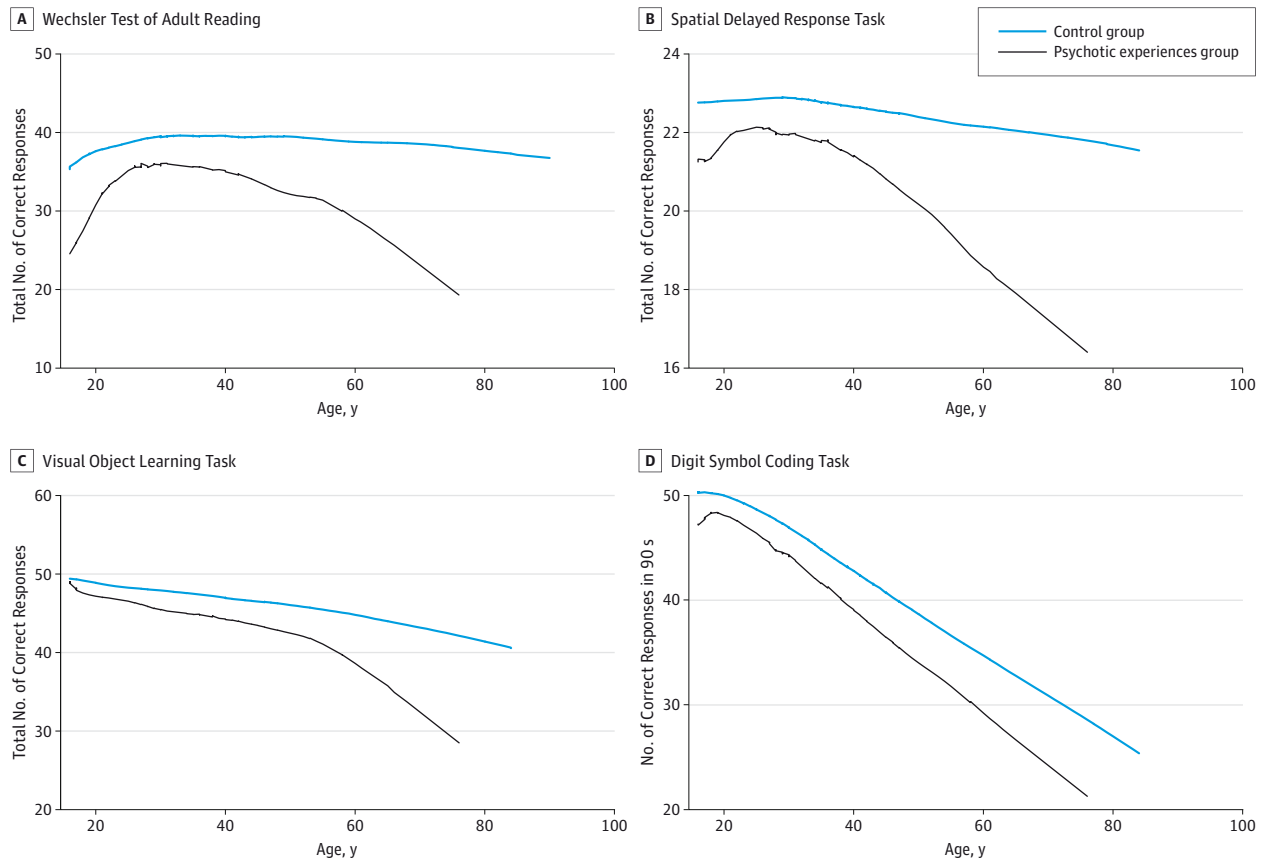 A Wechsler Test of Adult Reading
50
40
30
20
10
Total No. of Correct Responses
20 40 60 80 100
Age, y
B Spatial Delayed Response Task
Control group
Psychotic experiences group
24
22
20
18
16
Total No. of Correct Responses
20 40 60 80 100
Age, y
C Visual Object Learning Task
60
50
40
30
20
Total No. of Correct Responses
20 40 60 80 100
Age, y
D Digit Symbol Coding Task
50
40
30
20
No. of Correct Responses in 90 s
20 40 60 80 100
Age, y